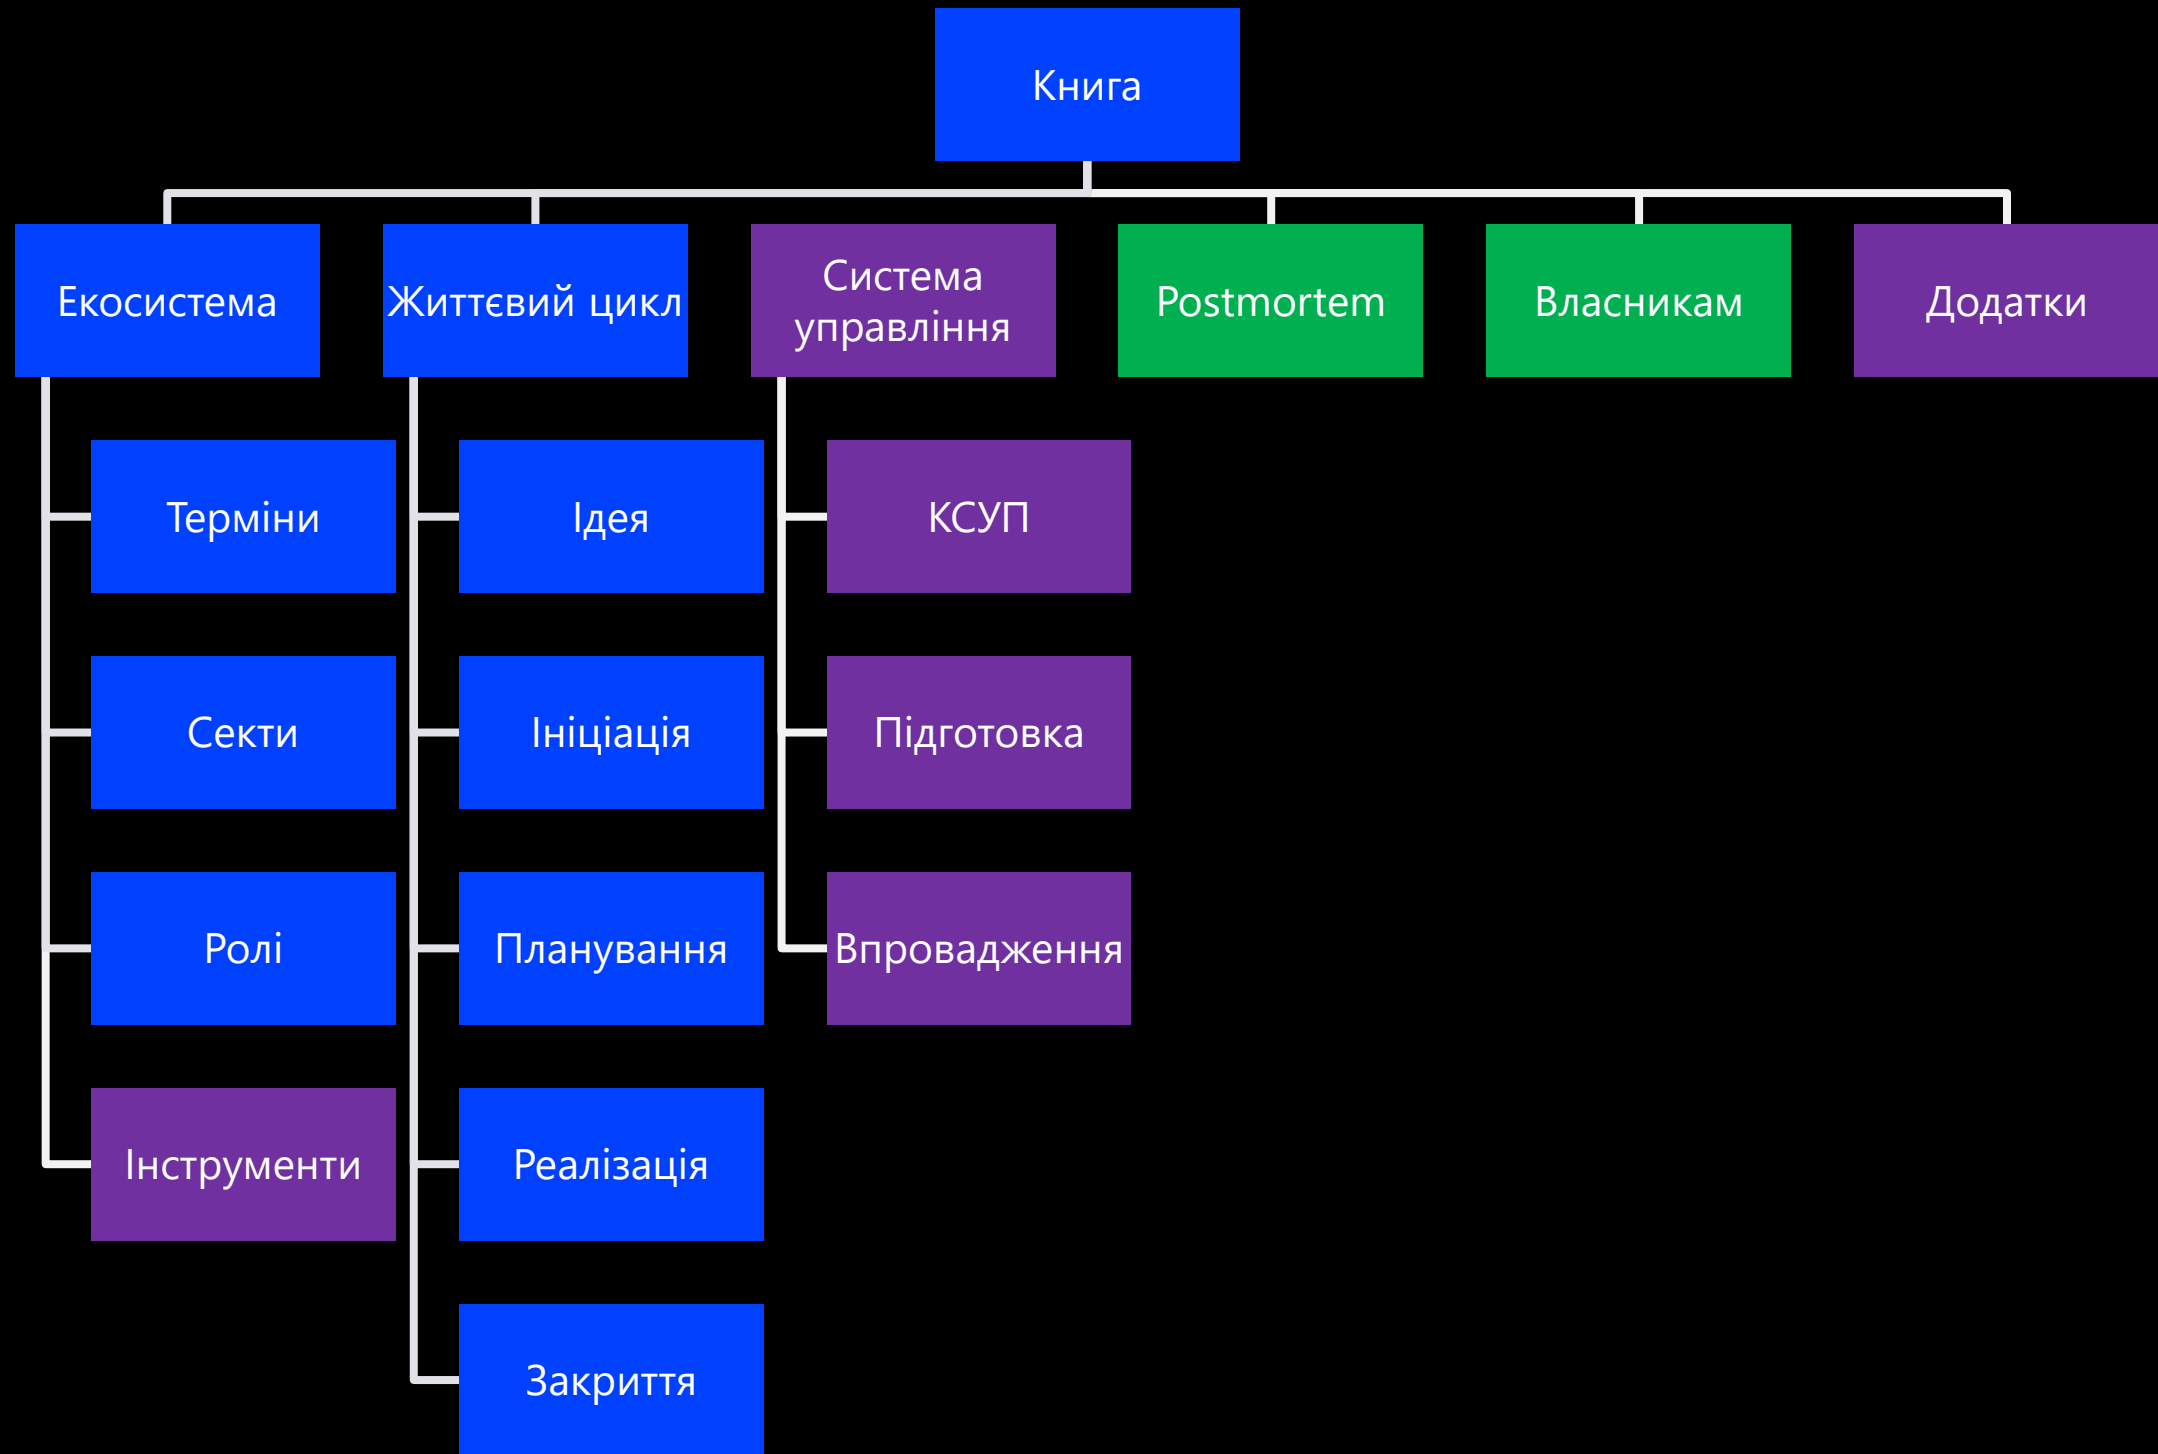 Книга
Екосистема
Життєвий цикл
Система
управління
Postmortem
Власникам
Додатки
Терміни
Ідея
КСУП
Секти
Ініціація
Підготовка
Ролі
Планування
Впровадження
Інструменти
Реалізація
Закриття